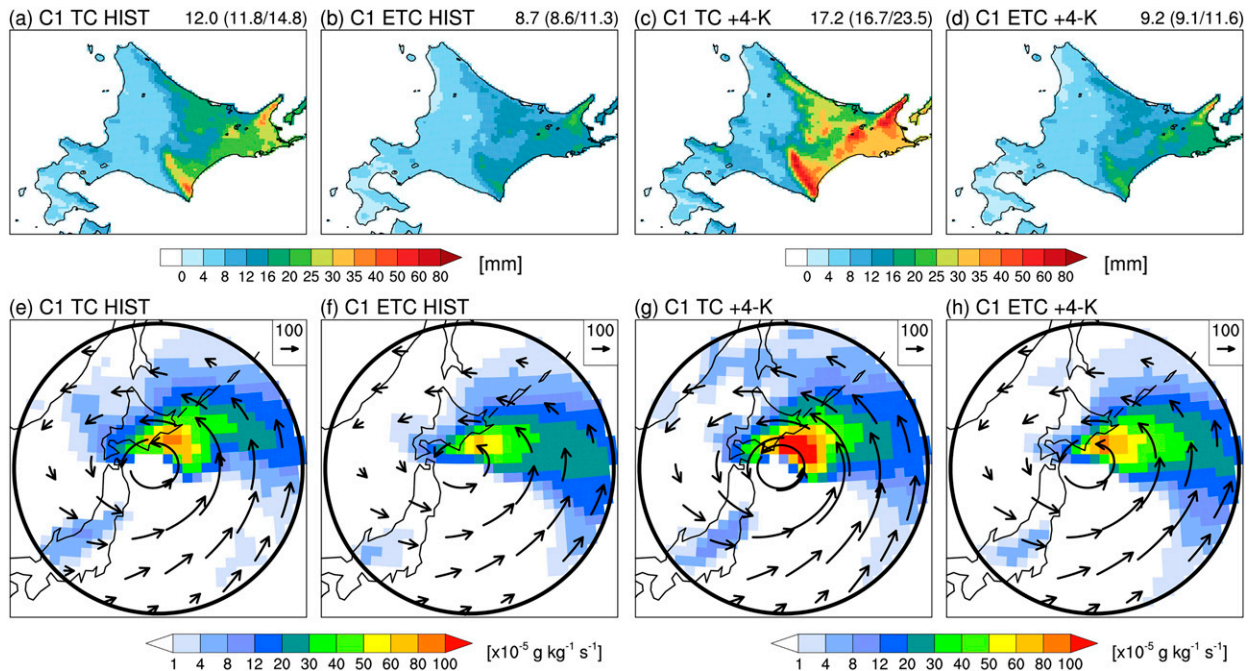 (a) C1 TC HIST 12.0 (11.8/14.8)
(b) C1 ETC HIST 8.7 (8.6/11.3)
(c) C1 TC +4-K 17.2 (16.7/23.5)
(d) C1 ETC +4-K 9.2 (9.1/11.6)
0 4 8 12 16 20 25 30 35 40 50 60 80 [mm]
0 4 8 12 16 20 25 30 35 40 50 60 80 [mm]
(e) C1 TC HIST
(f) C1 ETC HIST
(g) C1 TC +4-K
(h) C1 ETC +4-K
100
100
100
100
1 4 8 12 20 30 40 50 60 80 100 [x10⁻⁵ g kg⁻¹ s⁻¹]
1 4 8 12 20 30 40 50 60 80 100 [x10⁻⁵ g kg⁻¹ s⁻¹]